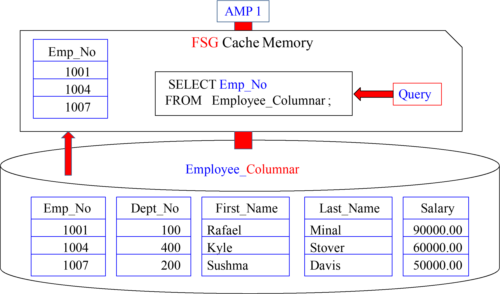 AMP 1
FSG Cache Memory
Emp_No
1001
1004
1007
SELECT Emp_No
FROM Employee_Columnar ;
Query
Employee_Columnar
Emp_No Dept_No First_Name Last_Name Salary
1001 100 Rafael Minal 90000.00
1004 400 Kyle Stover 60000.00
1007 200 Sushma Davis 50000.00